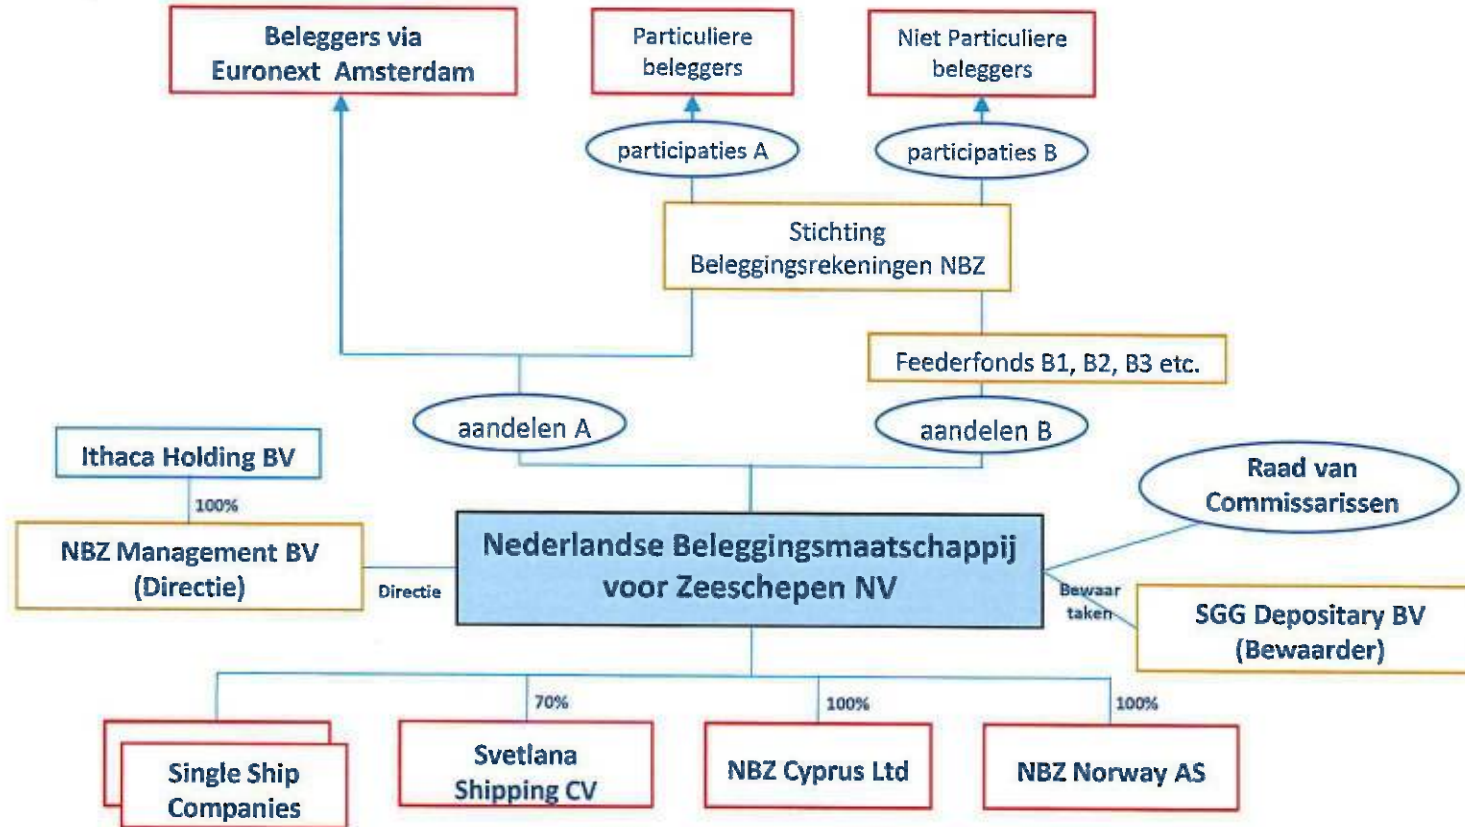 Beleggers via
Euronext Amsterdam
Particuliere
beleggers
Niet Particuliere
beleggers
participaties A
participaties B
Stichting
Beleggingsrekeningen NBZ
Feederfonds B1, B2, B3 etc.
aandelen A
aandelen B
Ithaca Holding BV
100%
Raad van
Commissarissen
NBZ Management BV
(Directie)
Directie
Nederlandse Beleggingsmaatschappij
voor Zeeschepen NV
Bewaar
taken
SGG Depositary BV
(Bewaarder)
70%
100%
100%
Single Ship
Companies
Svetlana
Shipping CV
NBZ Cyprus Ltd
NBZ Norway AS